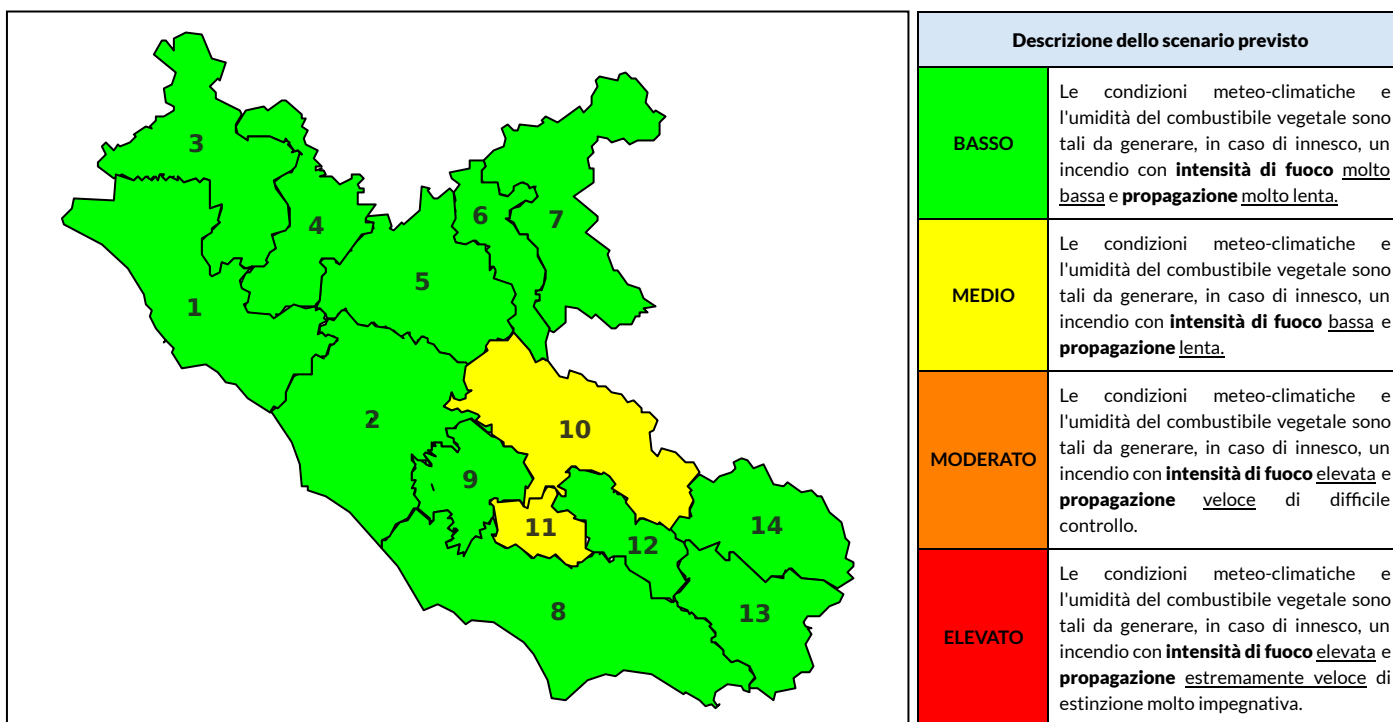 3
4
6
7
5
1
2
10
9
11
14
12
8
13
Descrizione dello scenario previsto
BASSO
Le condizioni meteo-climatiche e
l'umidità del combustibile vegetale sono
tali da generare, in caso di innesco, un
incendio con intensità di fuoco molto
bassa e propagazione molto lenta.
MEDIO
Le condizioni meteo-climatiche e
l'umidità del combustibile vegetale sono
tali da generare, in caso di innesco, un
incendio con intensità di fuoco bassa e
propagazione lenta.
MODERATO
Le condizioni meteo-climatiche e
l'umidità del combustibile vegetale sono
tali da generare, in caso di innesco, un
incendio con intensità di fuoco elevata e
propagazione veloce di difficile
controllo.
ELEVATO
Le condizioni meteo-climatiche e
l'umidità del combustibile vegetale sono
tali da generare, in caso di innesco, un
incendio con intensità di fuoco elevata e
propagazione estremamente veloce di
estinzione molto impegnativa.